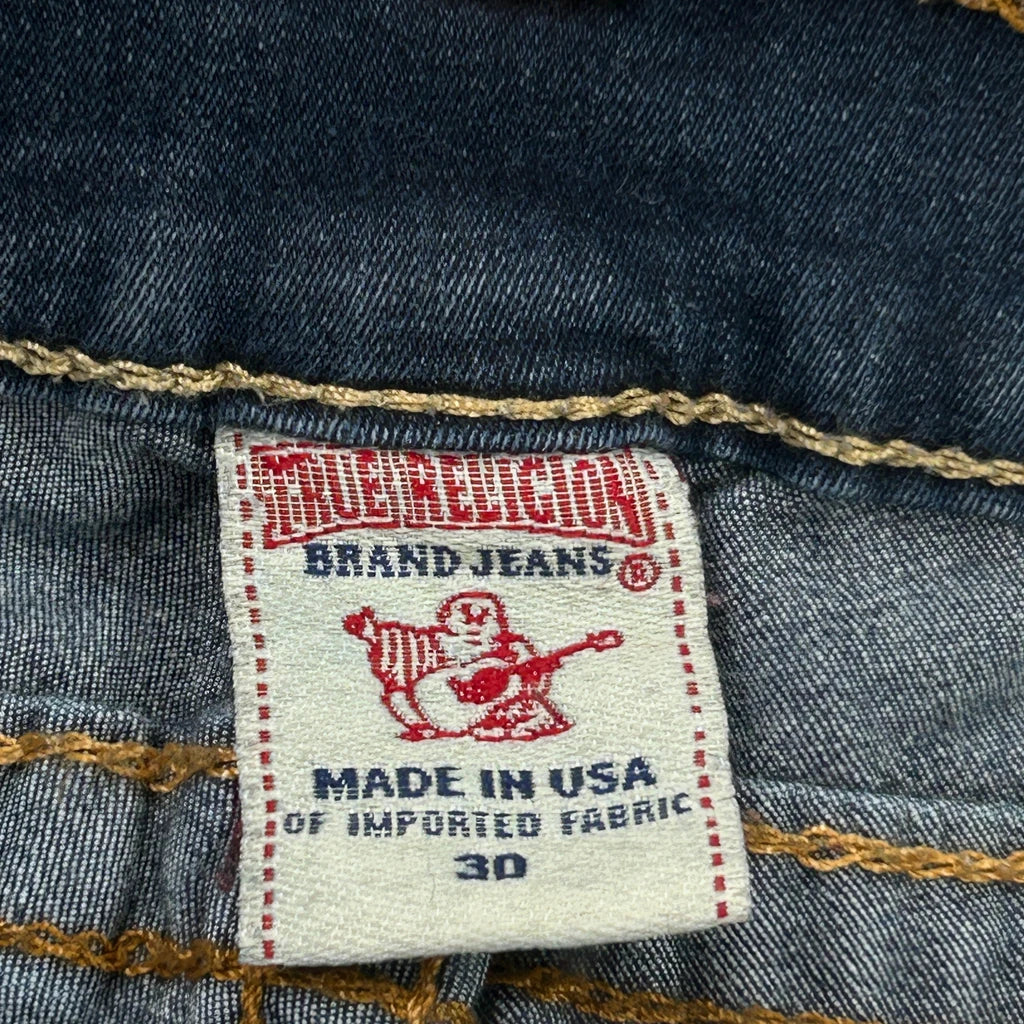 TRUE RELIGION
BRAND JEANS ®
MADE IN USA
OF IMPORTED FABRIC
30